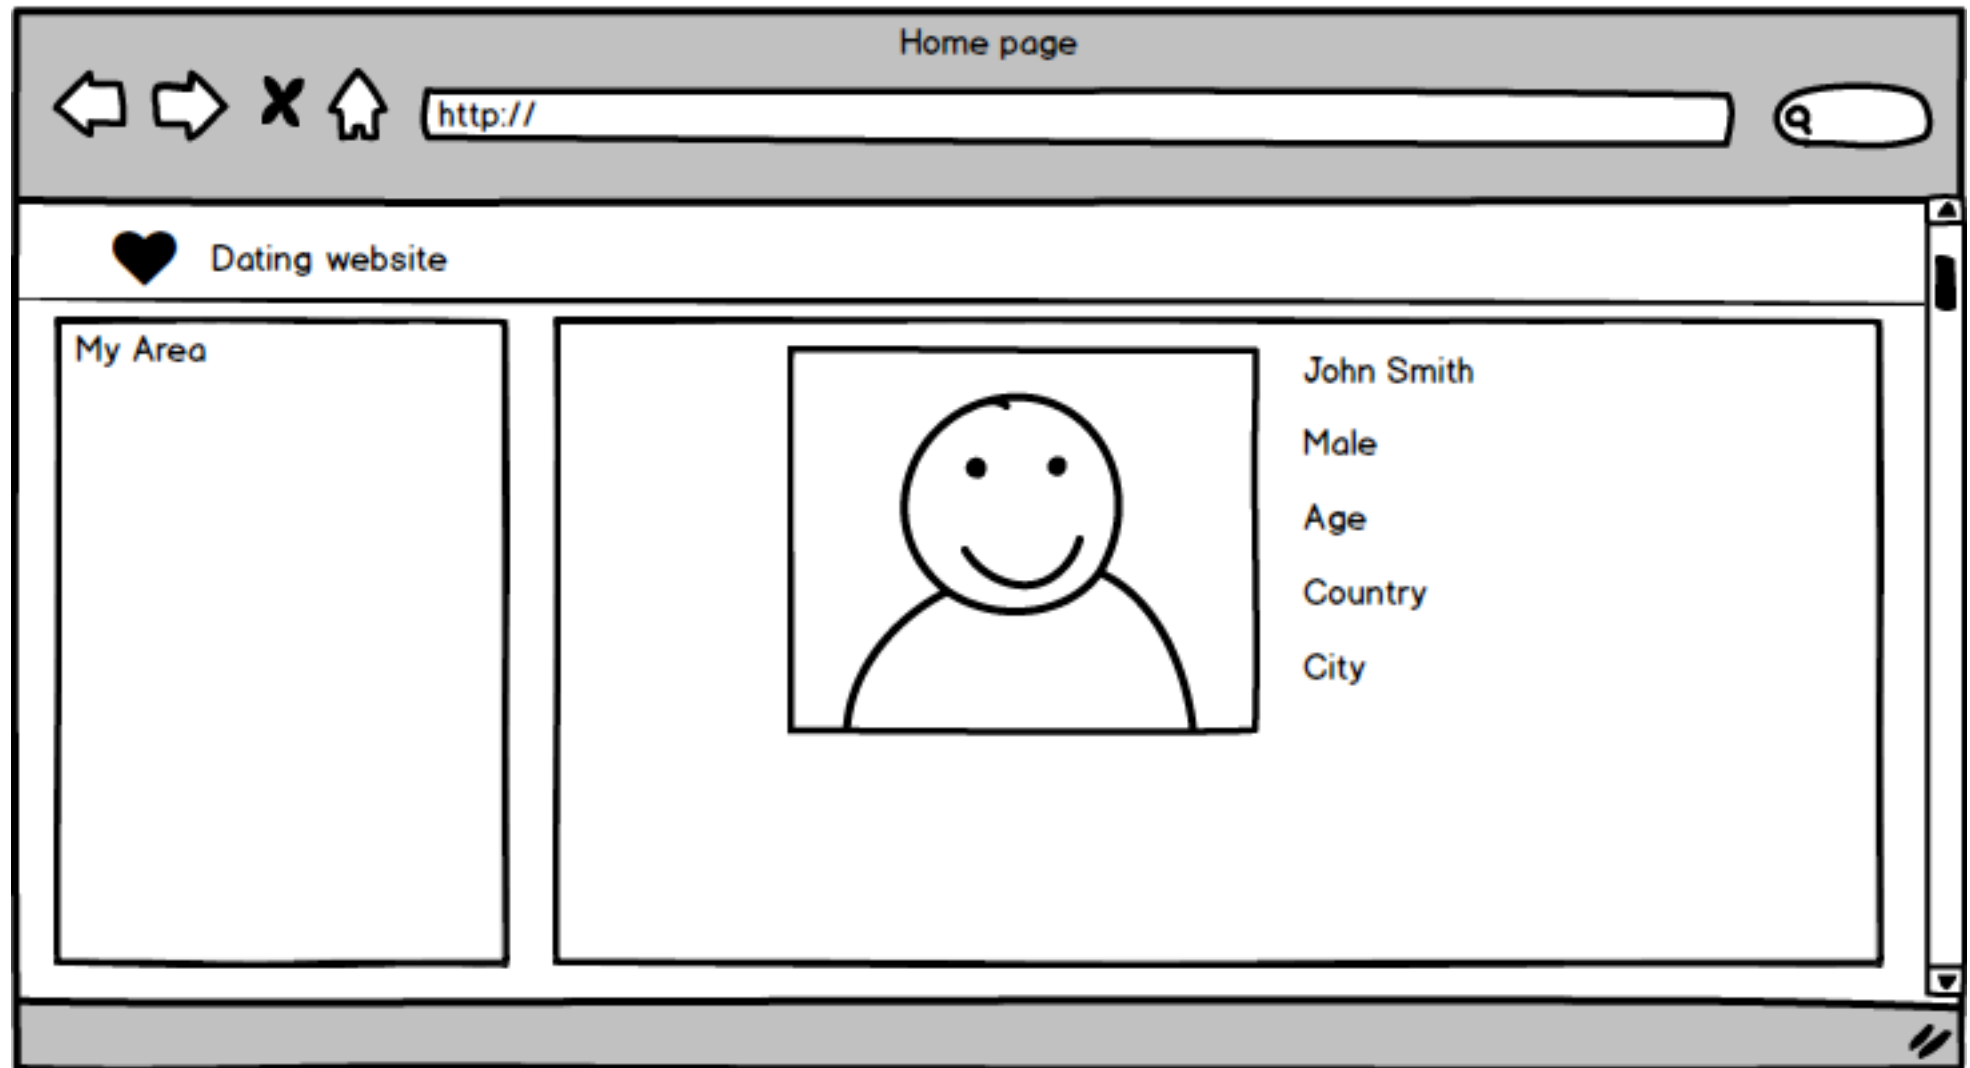 Home page
http://
Dating website
My Area
John Smith
Male
Age
Country
City